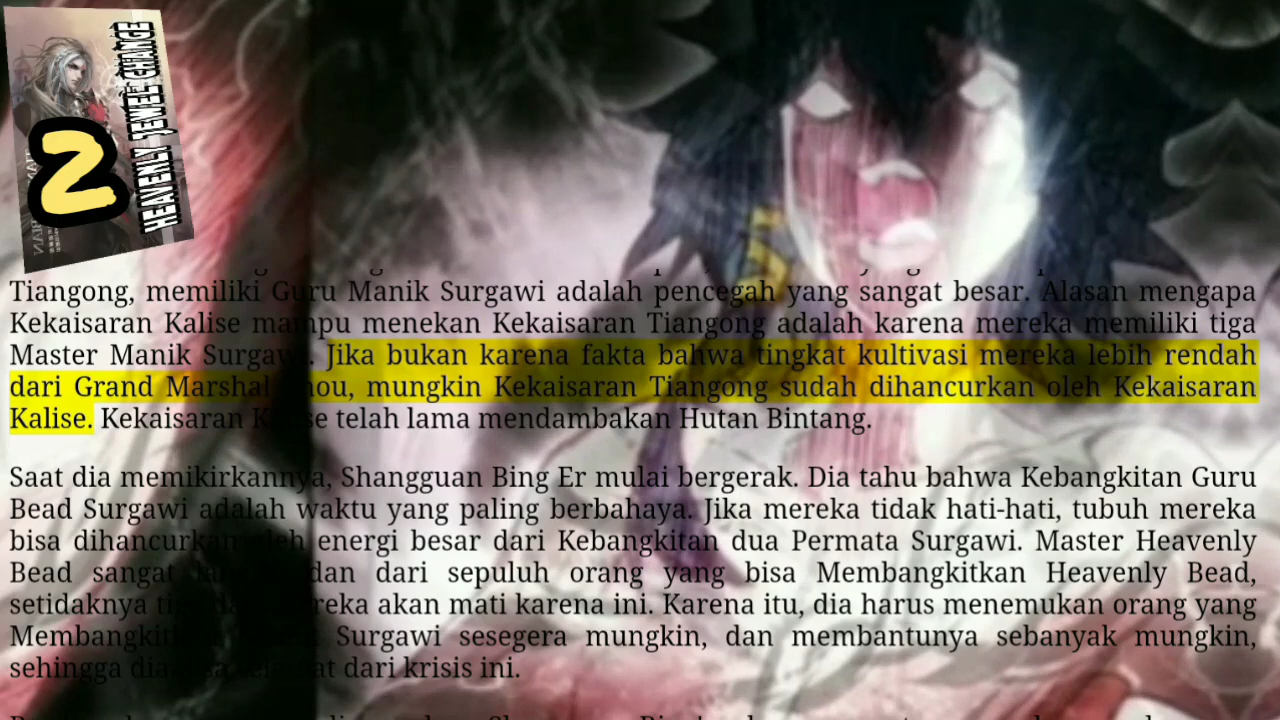 HEAVENLY JEWEL CHANGE
2
Tiangong, memiliki Guru Manik Surgawi adalah pencegah yang sangat besar. Alasan mengapa
Kekaisaran Kalise mampu menekan Kekaisaran Tiangong adalah karena mereka memiliki tiga
Master Manik Surgawi. Jika bukan karena fakta bahwa tingkat kultivasi mereka lebih rendah
dari Grand Marshal Zhou, mungkin Kekaisaran Tiangong sudah dihancurkan oleh Kekaisaran
Kalise. Kekaisaran Kalise telah lama mendambakan Hutan Bintang.
Saat dia memikirkannya, Shangguan Bing Er mulai bergerak. Dia tahu bahwa Kebangkitan Guru
Bead Surgawi adalah waktu yang paling berbahaya. Jika mereka tidak hati-hati, tubuh mereka
bisa dihancurkan oleh energi besar dari Kebangkitan dua Permata Surgawi. Master Heavenly
Bead sangat dan dari sepuluh orang yang bisa Membangkitkan Heavenly Bead,
setidaknya mereka akan mati karena ini. Karena itu, dia harus menemukan orang yang
Surgawi sesegera mungkin, dan membantunya sebanyak mungkin,
sehingga dia bisa selamat dari krisis ini.